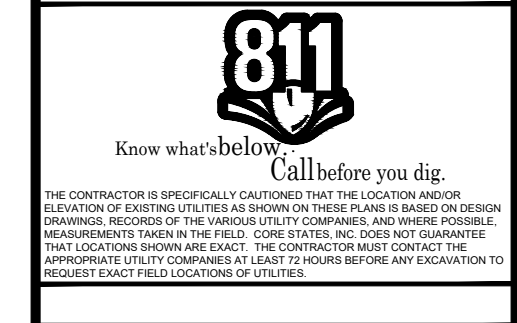 811
Know what's below.
Call before you dig.
THE CONTRACTOR IS SPECIFICALLY CAUTIONED THAT THE LOCATION AND/OR
ELEVATION OF EXISTING UTILITIES AS SHOWN ON THESE PLANS IS BASED ON DESIGN
DRAWINGS, RECORDS OF THE VARIOUS UTILITY COMPANIES, AND WHERE POSSIBLE,
MEASUREMENTS TAKEN IN THE FIELD. CORE STATES, INC. DOES NOT GUARANTEE
THAT LOCATIONS SHOWN ARE EXACT. THE CONTRACTOR MUST CONTACT THE
APPROPRIATE UTILITY COMPANIES AT LEAST 72 HOURS BEFORE ANY EXCAVATION TO
REQUEST EXACT FIELD LOCATIONS OF UTILITIES.